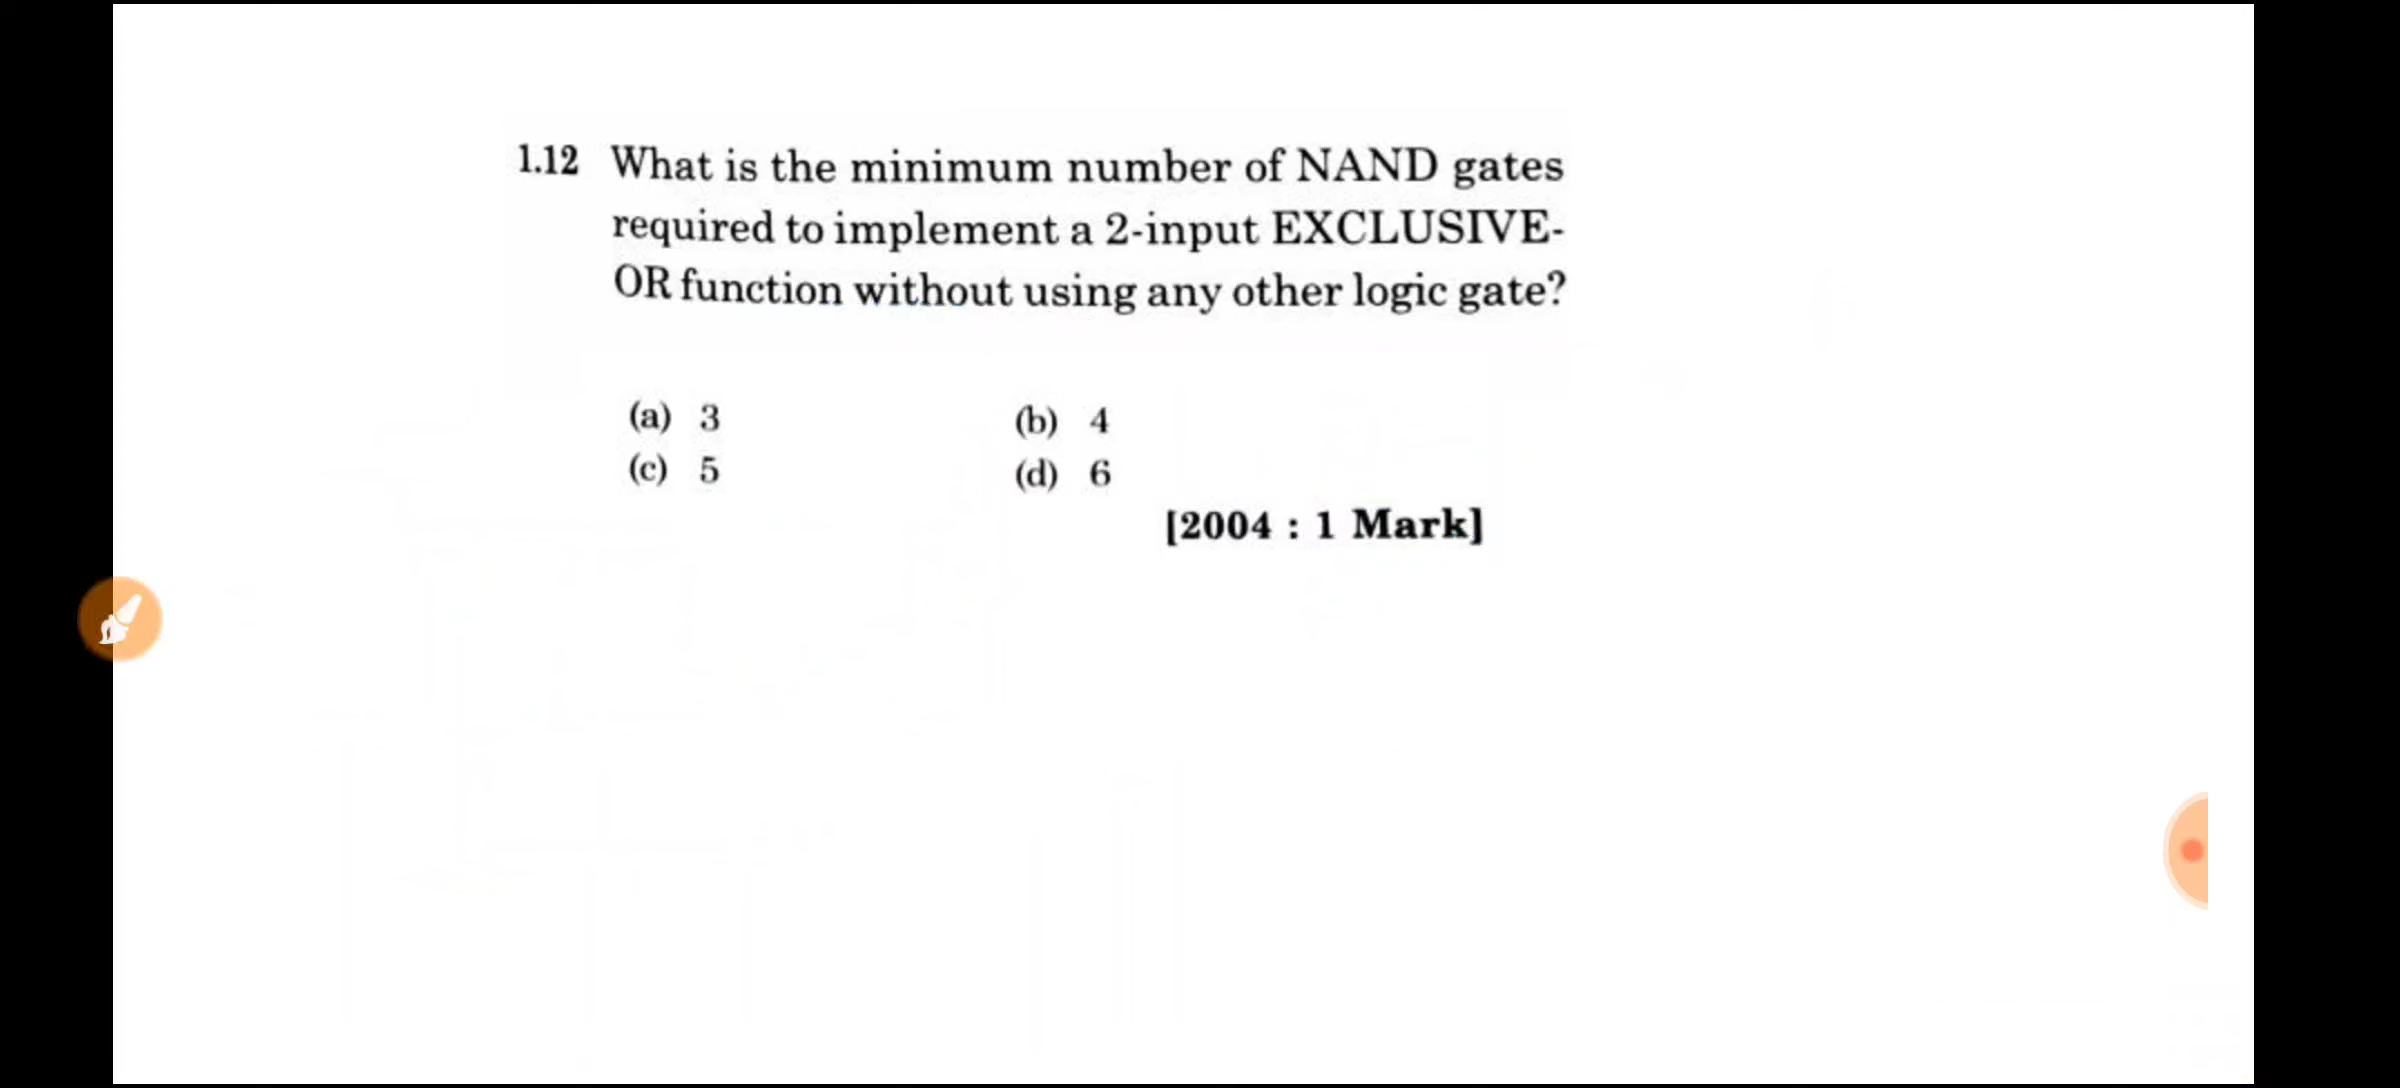 1.12 What is the minimum number of NAND gates
required to implement a 2-input EXCLUSIVE-
OR function without using any other logic gate?
(a) 3 (b) 4
(c) 5 (d) 6
[2004 : 1 Mark]